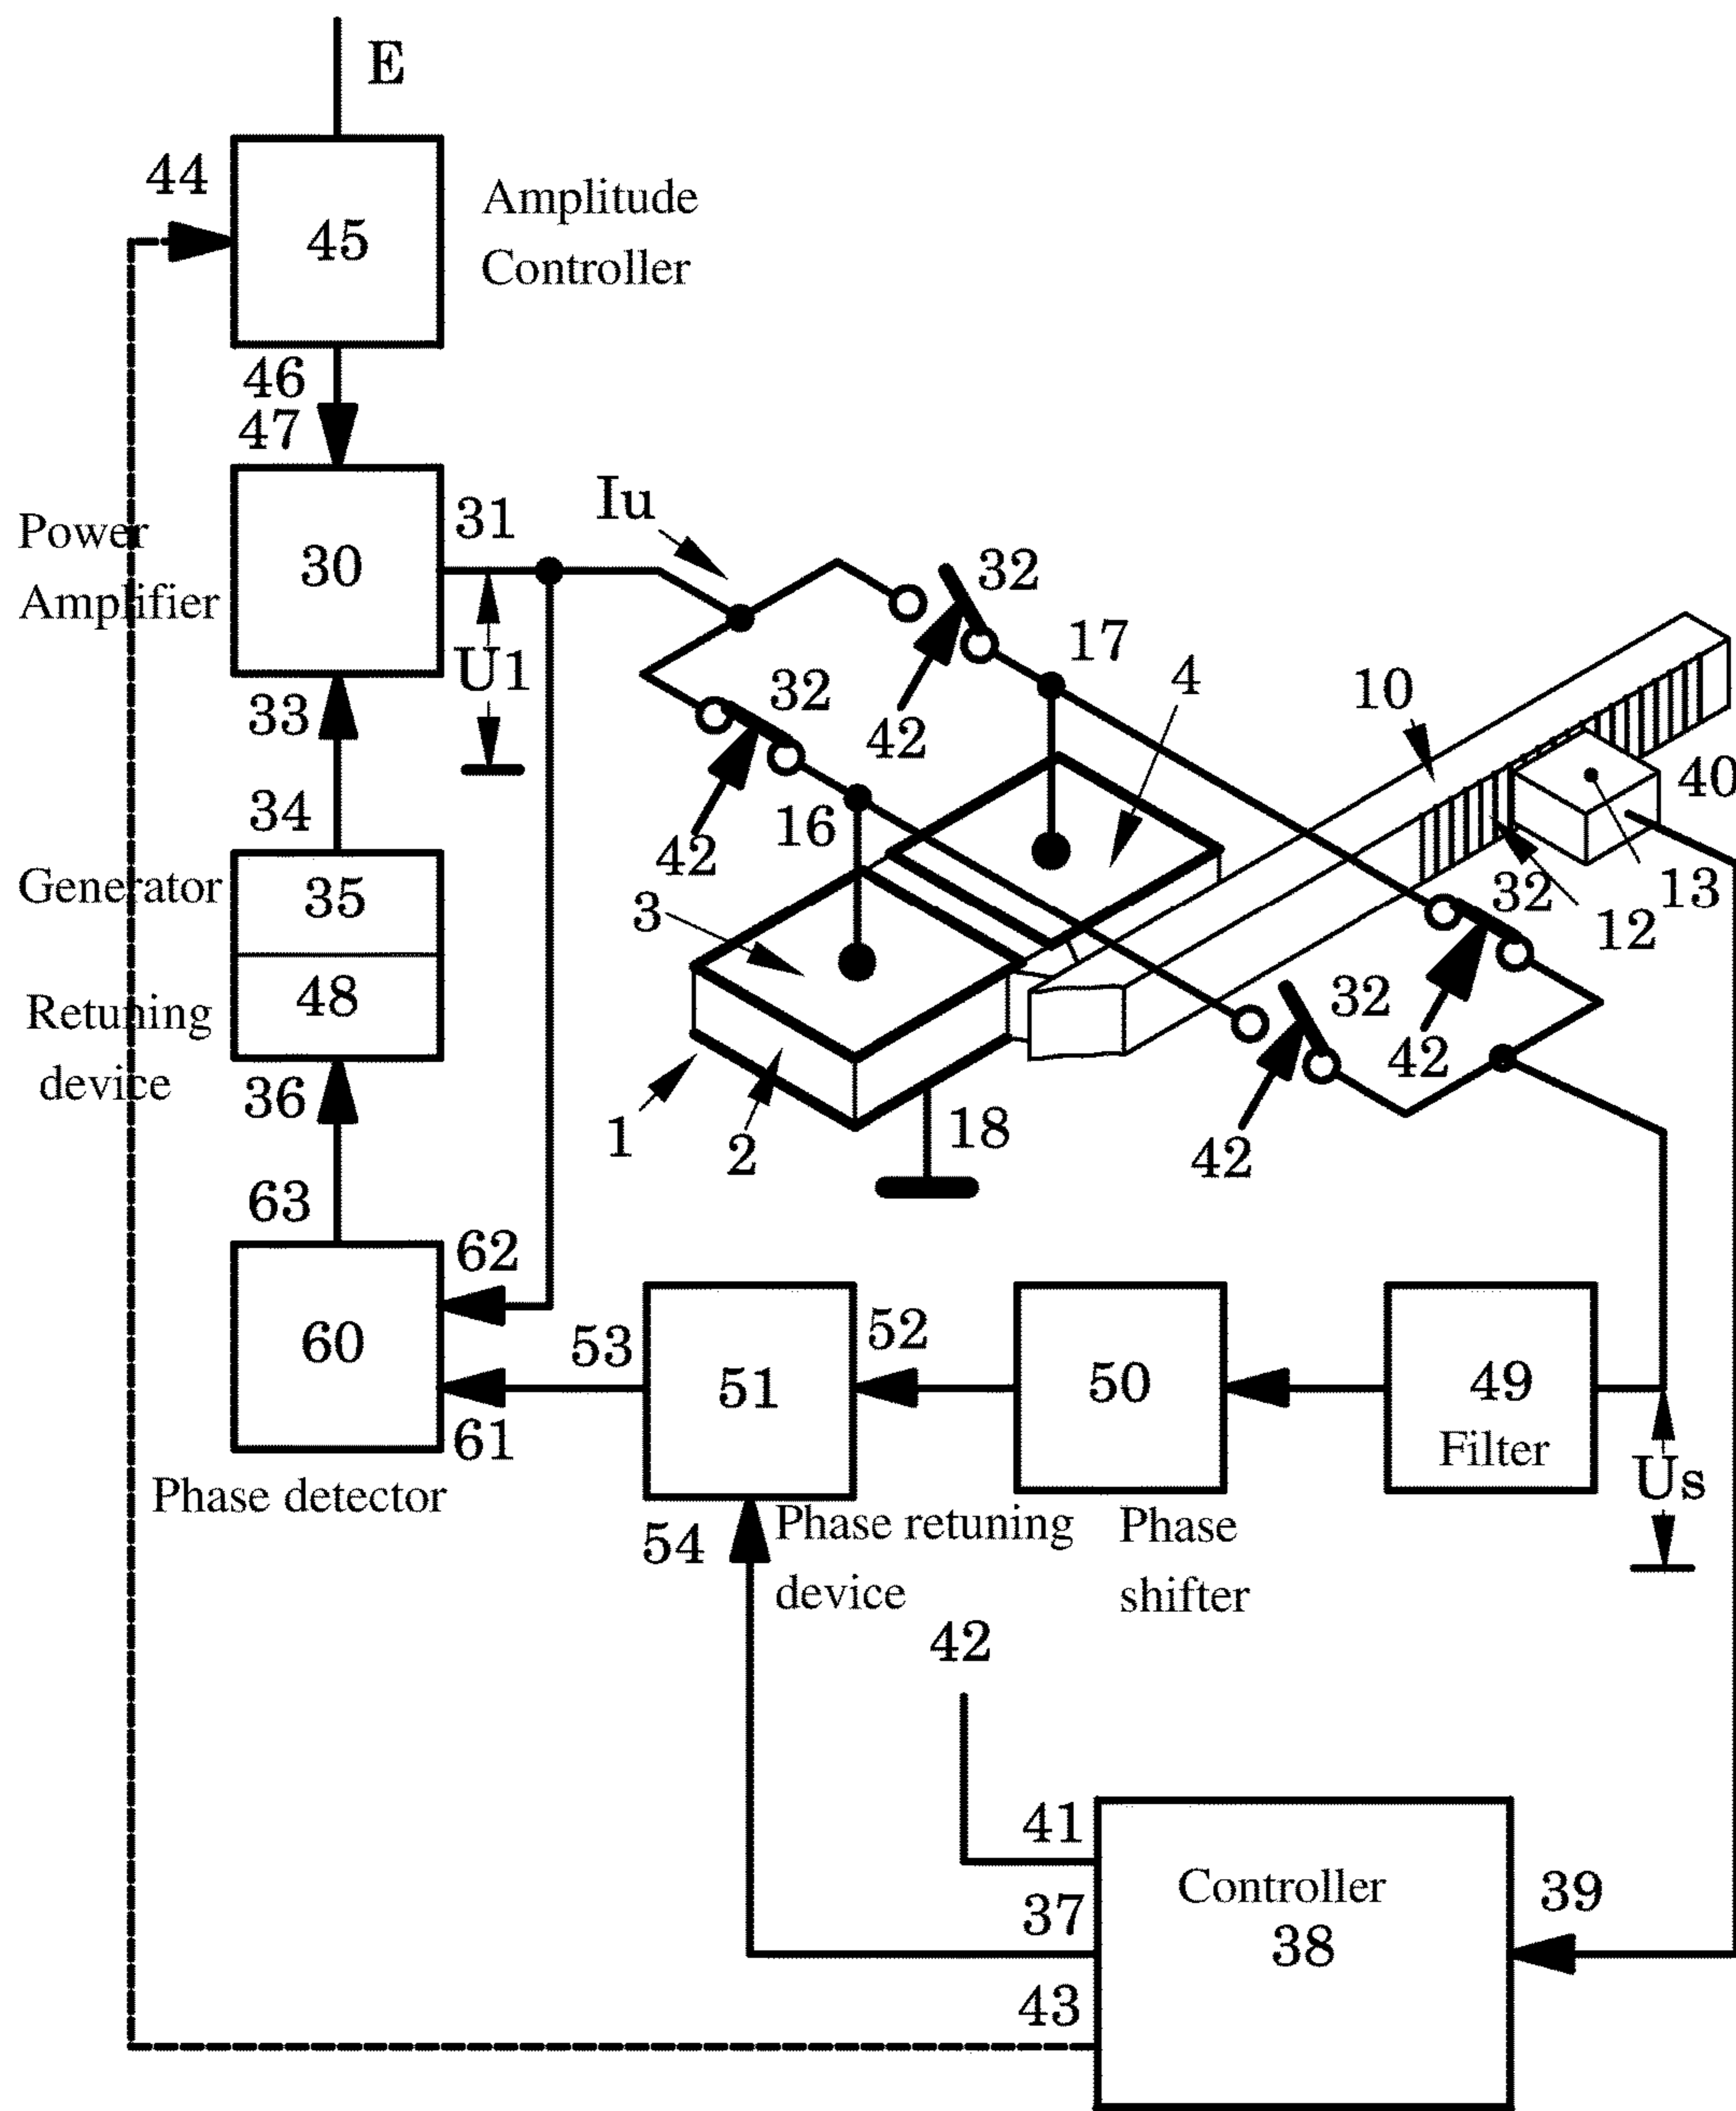 E
44
45
Amplitude
Controller
46
47
Power
Amplifier
30
31
Iu
U1
33
34
Generator
35
48
Retuning
device
36
63
62
60
61
Phase detector
32
42
17
4
10
32
42
16
3
40
13
12
32
42
32
42
1
2
18
53
51
52
50
49
Filter
Us
54
Phase retuning
device
Phase
shifter
42
41
37
43
Controller
38
39